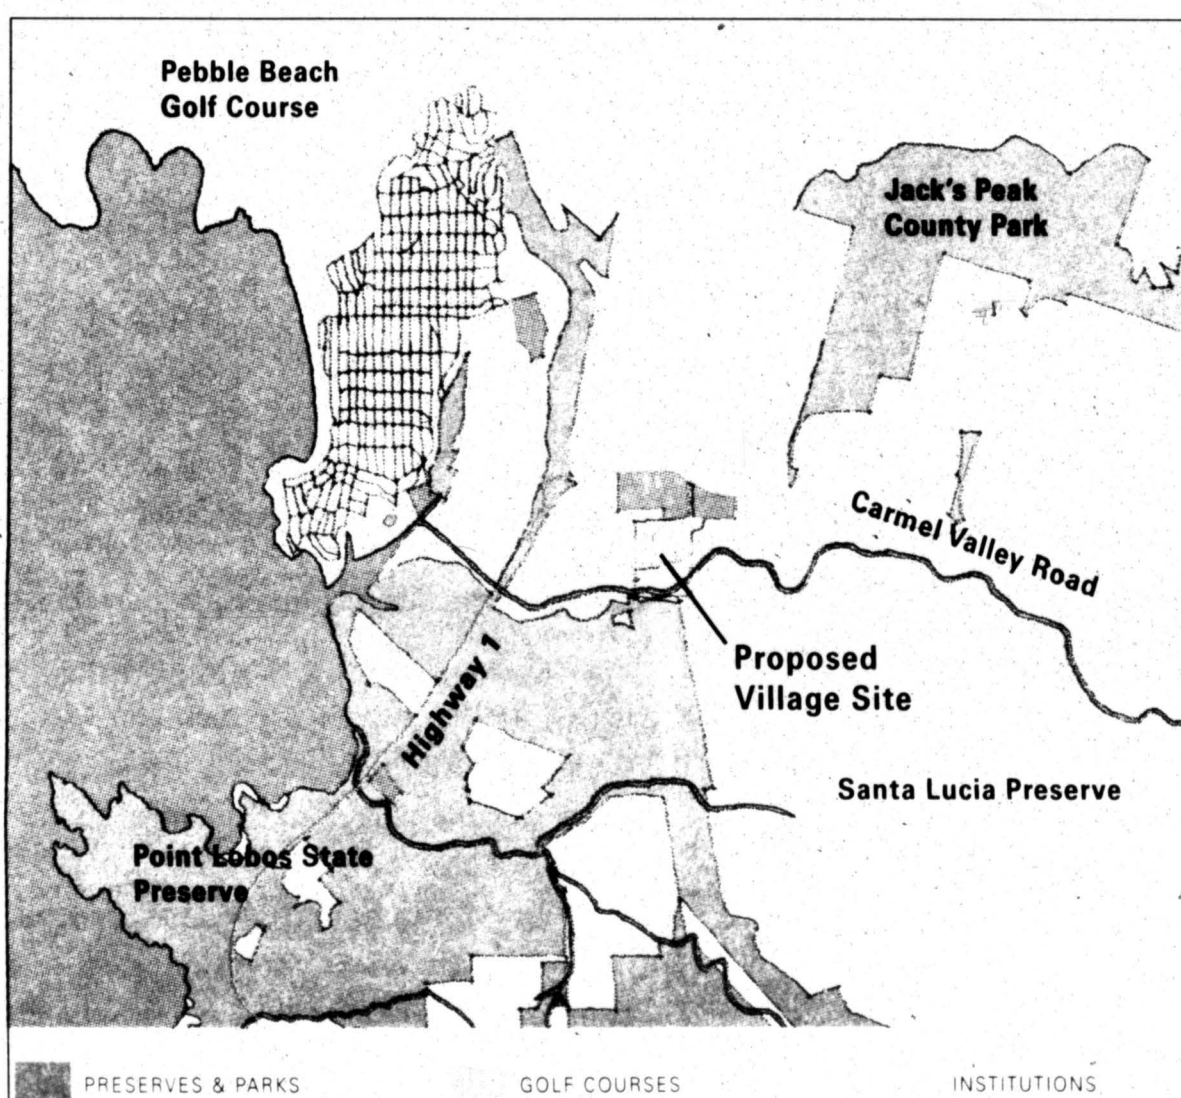 Pebble Beach
Golf Course
Jack's Peak
County Park
Carmel Valley Road
Proposed
Village Site
Highway 1
Santa Lucia Preserve
Point Lobos State
Preserve
PRESERVES & PARKS
GOLF COURSES
INSTITUTIONS